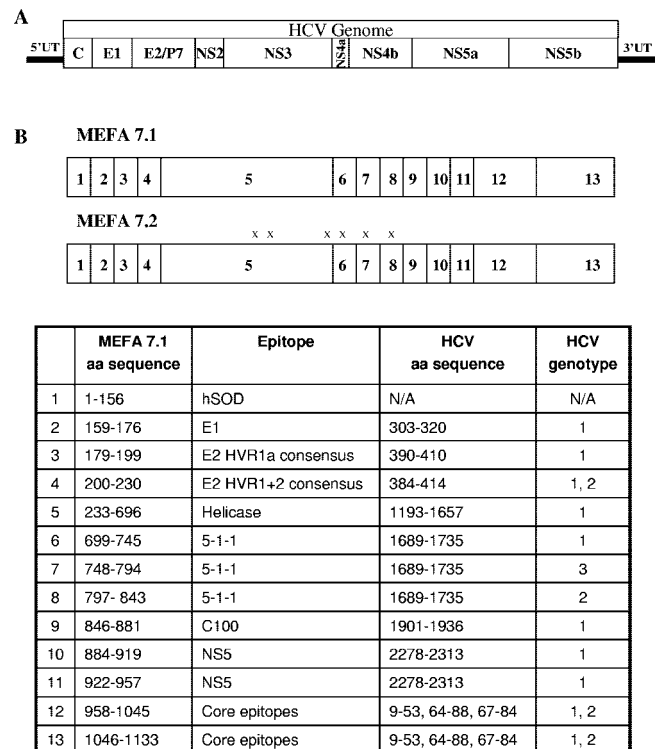 A
HCV Genome
5'UT C E1 E2/P7 NS2 NS3 NS4a NS4b NS5a NS5b 3'UT
B
MEFA 7.1
1 2 3 4 5 6 7 8 9 10 11 12 13
MEFA 7.2
x x x x x x
1 2 3 4 5 6 7 8 9 10 11 12 13
MEFA 7.1 aa sequence Epitope HCV aa sequence HCV genotype
1 1-156 hSOD N/A N/A
2 159-176 E1 303-320 1
3 179-199 E2 HVR1a consensus 390-410 1
4 200-230 E2 HVR1+2 consensus 384-414 1, 2
5 233-696 Helicase 1193-1657 1
6 699-745 5-1-1 1689-1735 1
7 748-794 5-1-1 1689-1735 3
8 797- 843 5-1-1 1689-1735 2
9 846-881 C100 1901-1936 1
10 884-919 NS5 2278-2313 1
11 922-957 NS5 2278-2313 1
12 958-1045 Core epitopes 9-53, 64-88, 67-84 1, 2
13 1046-1133 Core epitopes 9-53, 64-88, 67-84 1, 2